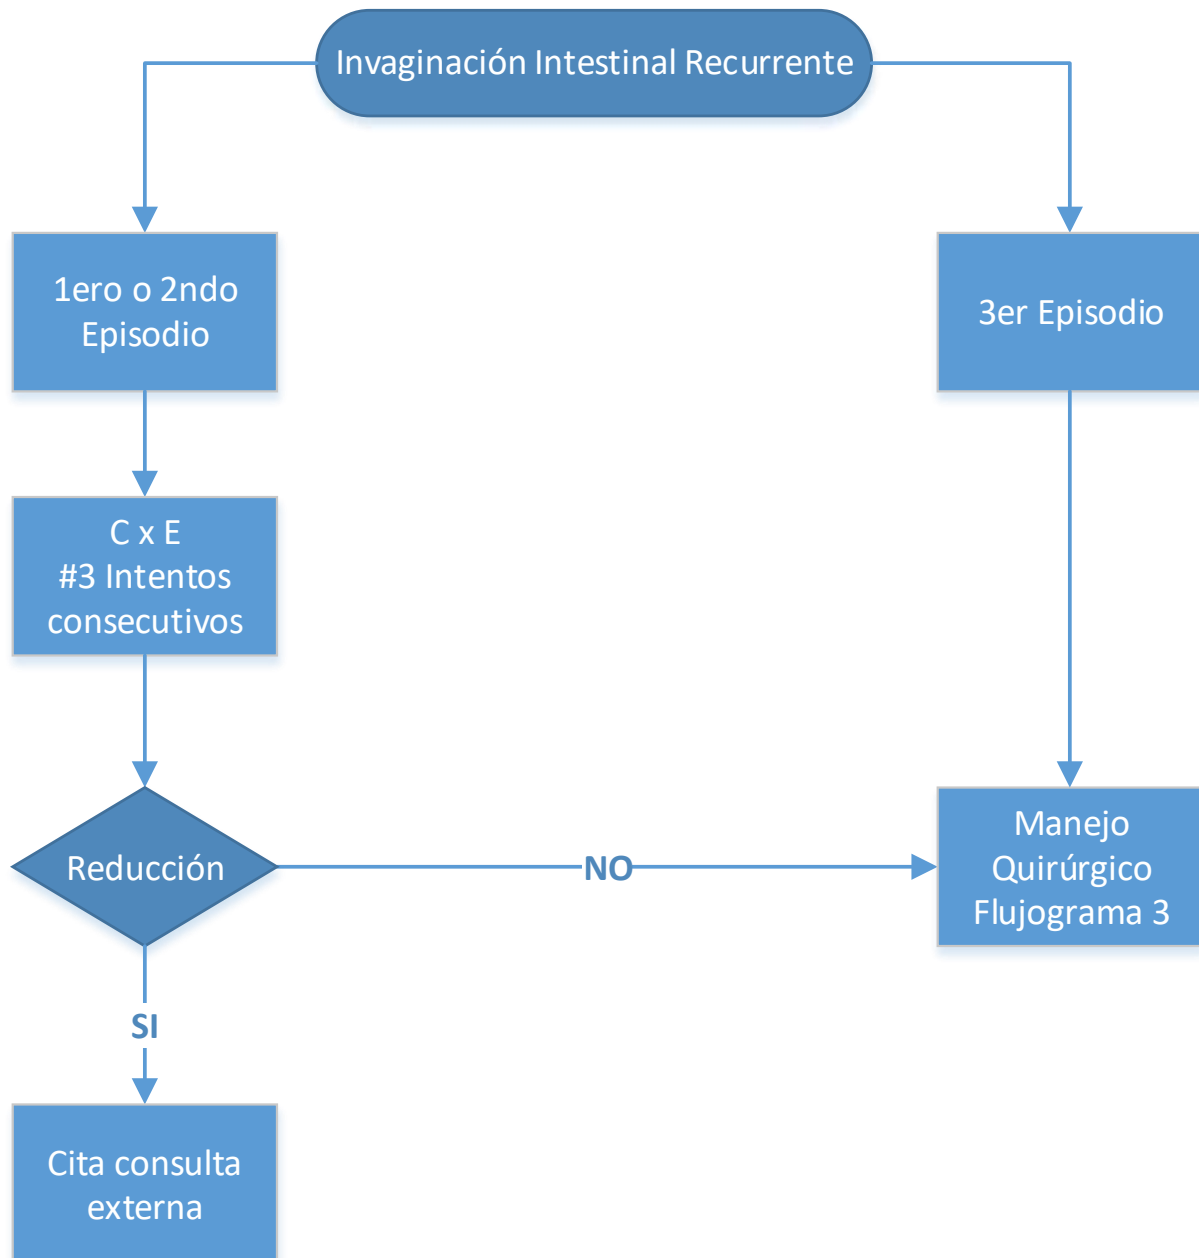 Invaginación Intestinal Recurrente
1ero o 2ndo
Episodio
3er Episodio
C x E
#3 Intentos
consecutivos
Reducción
NO
Manejo
Quirúrgico
Flujograma 3
SI
Cita consulta
externa